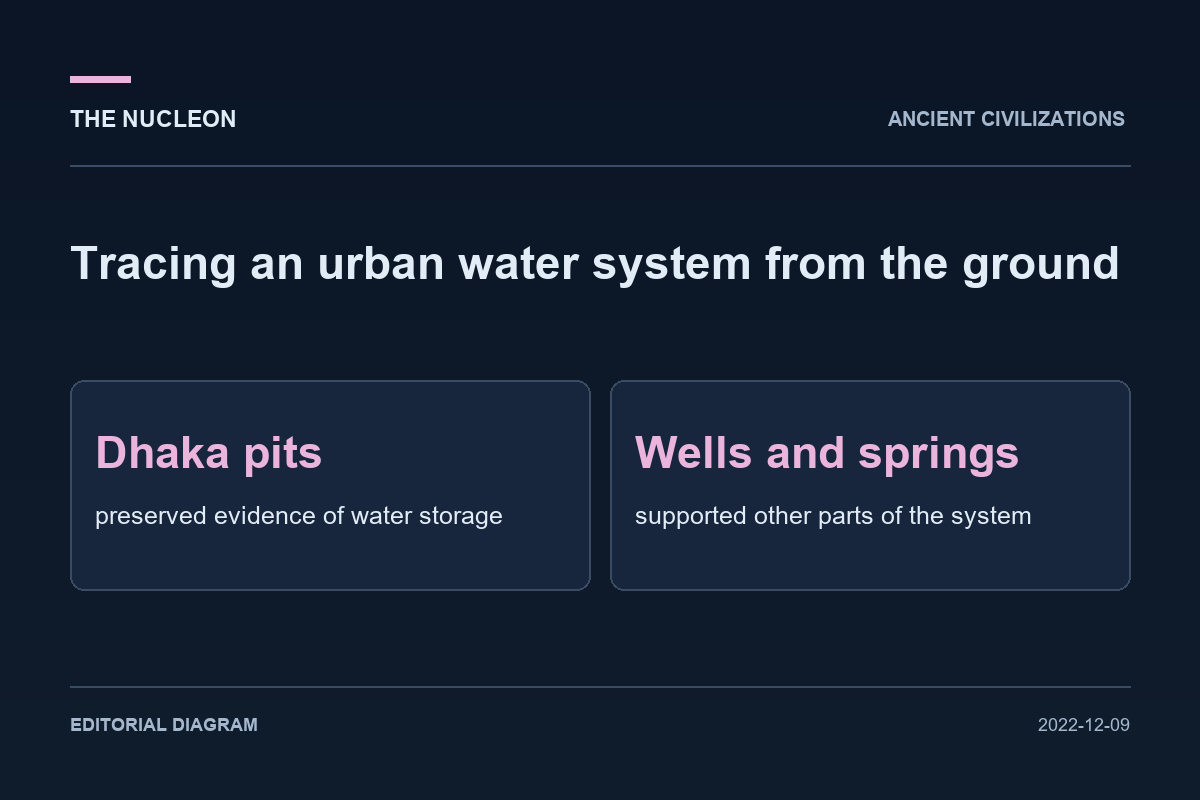 THE NUCLEON
ANCIENT CIVILIZATIONS
Tracing an urban water system from the ground
Dhaka pits
preserved evidence of water storage
Wells and springs
supported other parts of the system
EDITORIAL DIAGRAM
2022-12-09